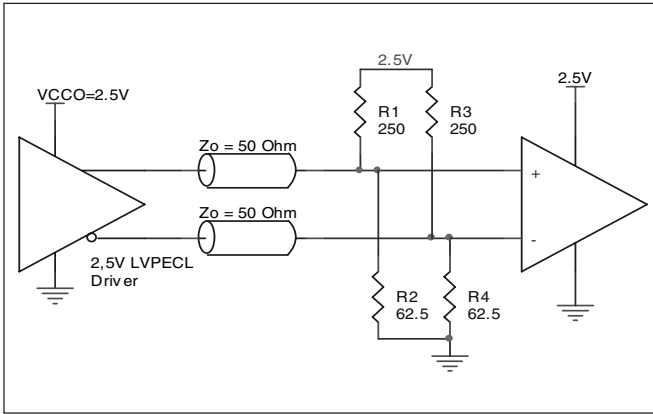 2.5V
2.5V
VCCO=2.5V
R1
250
R3
250
Zo = 50 Ohm
+
Zo = 50 Ohm
-
2,5V LVPECL
Driver
R2
62.5
R4
62.5